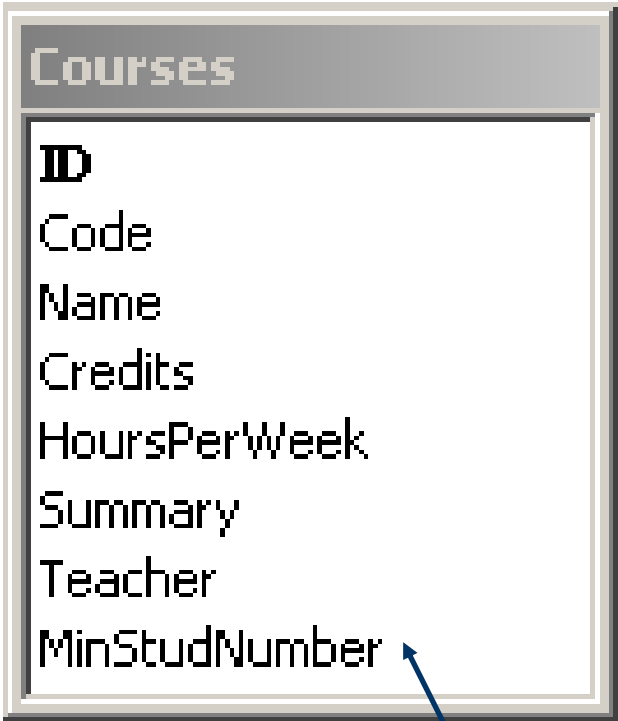 Courses
ID
Code
Name
Credits
HoursPerWeek
Summary
Teacher
MinStudNumber